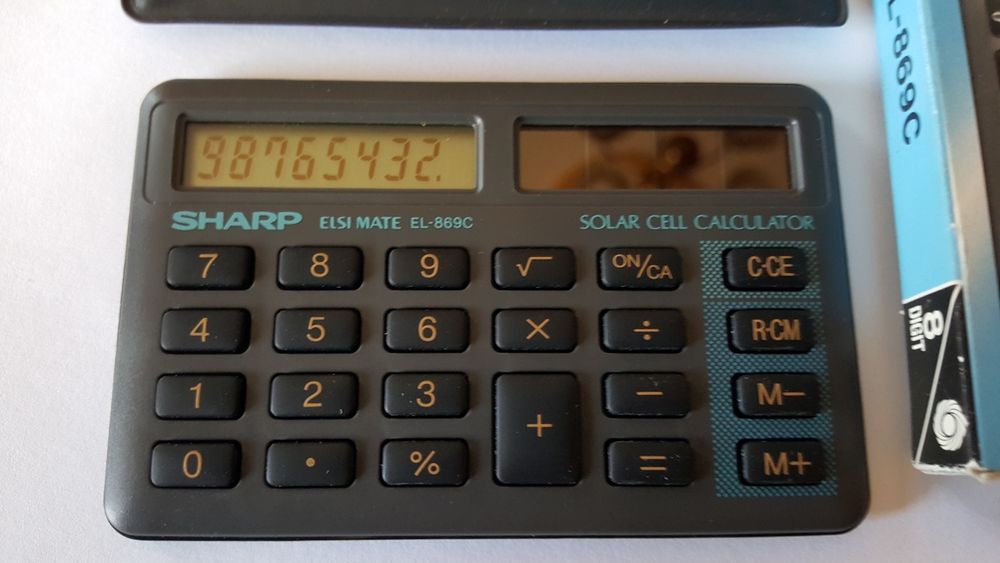 98765432.
SHARP ELSI MATE EL-869C SOLAR CELL CALCULATOR
7 8 9 √ ON/CA C·CE
4 5 6 × ÷ R·CM
1 2 3 + − M−
0 · % = M+
L-869C
8
DIGIT